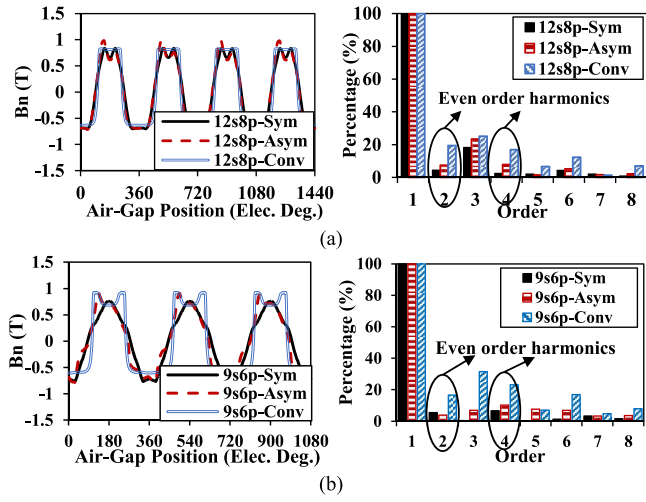 Bn (T)
1.5
1
0.5
0
-0.5
-1
-1.5
12s8p-Sym
12s8p-Asym
12s8p-Conv
0 360 720 1080 1440
Air-Gap Position (Elec. Deg.)
Percentage (%)
100
80
60
40
20
0
12s8p-Sym
12s8p-Asym
12s8p-Conv
Even order harmonics
1 2 3 4 5 6 7 8
Order
(a)
Bn (T)
1.5
1
0.5
0
-0.5
-1
-1.5
9s6p-Sym
9s6p-Asym
9s6p-Conv
0 180 360 540 720 900 1080
Air-Gap Position (Elec. Deg.)
Percentage (%)
100
80
60
40
20
0
9s6p-Sym
9s6p-Asym
9s6p-Conv
Even order harmonics
1 2 3 4 5 6 7 8
Order
(b)